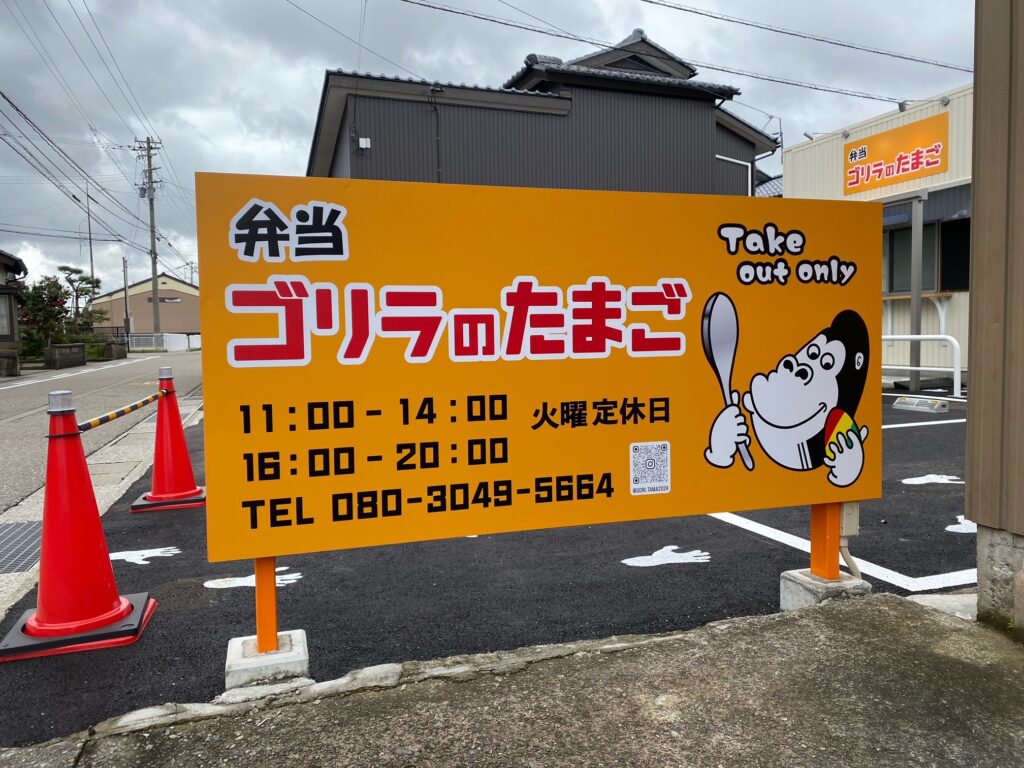 弁当
ゴリラのたまご
Take
out only
11:00 - 14:00 火曜定休日
16:00 - 20:00
TEL 080-3049-5664
@GORI.TAMA2024
G
弁当
ゴリラのたまご